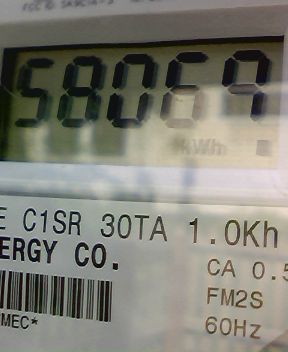 58069
kWh
E C1SR 30TA 1.0Kh
ERGY CO.
CA 0.5
FM2S
MEC*
60Hz